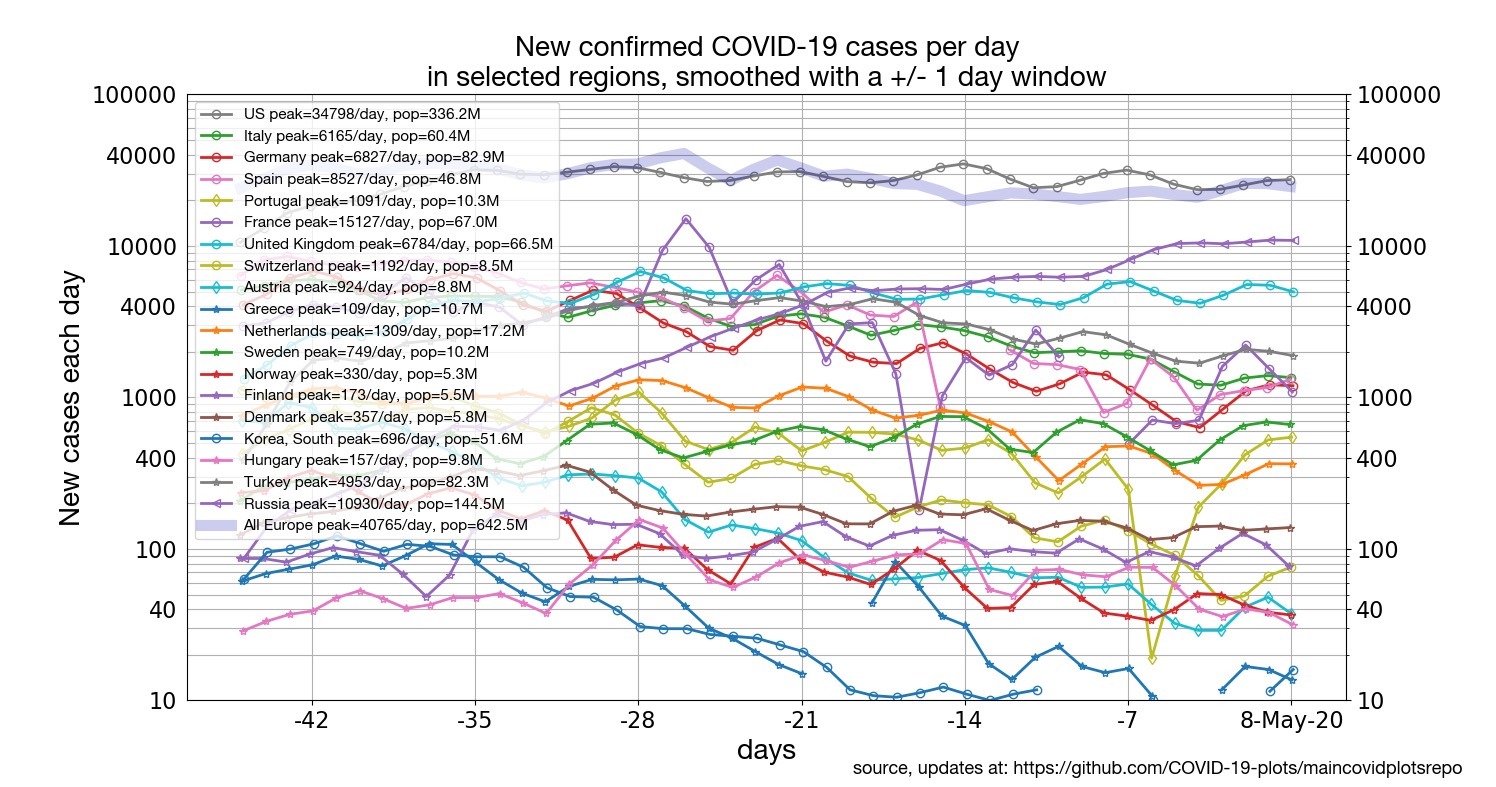 New confirmed COVID-19 cases per day
in selected regions, smoothed with a +/- 1 day window
New cases each day
100000
40000
10000
4000
1000
400
100
40
10
US peak=34798/day, pop=336.2M
Italy peak=6165/day, pop=60.4M
Germany peak=6827/day, pop=82.9M
Spain peak=8527/day, pop=46.8M
Portugal peak=1091/day, pop=10.3M
France peak=15127/day, pop=67.0M
United Kingdom peak=6784/day, pop=66.5M
Switzerland peak=1192/day, pop=8.5M
Austria peak=924/day, pop=8.8M
Greece peak=109/day, pop=10.7M
Netherlands peak=1309/day, pop=17.2M
Sweden peak=749/day, pop=10.2M
Norway peak=330/day, pop=5.3M
Finland peak=173/day, pop=5.5M
Denmark peak=357/day, pop=5.8M
Korea, South peak=696/day, pop=51.6M
Hungary peak=157/day, pop=9.8M
Turkey peak=4953/day, pop=82.3M
Russia peak=10930/day, pop=144.5M
All Europe peak=40765/day, pop=642.5M
100000
40000
10000
4000
1000
400
100
40
10
-42 -35 -28 -21 -14 -7 8-May-20
days
source, updates at: https://github.com/COVID-19-plots/maincovidplotsrepo